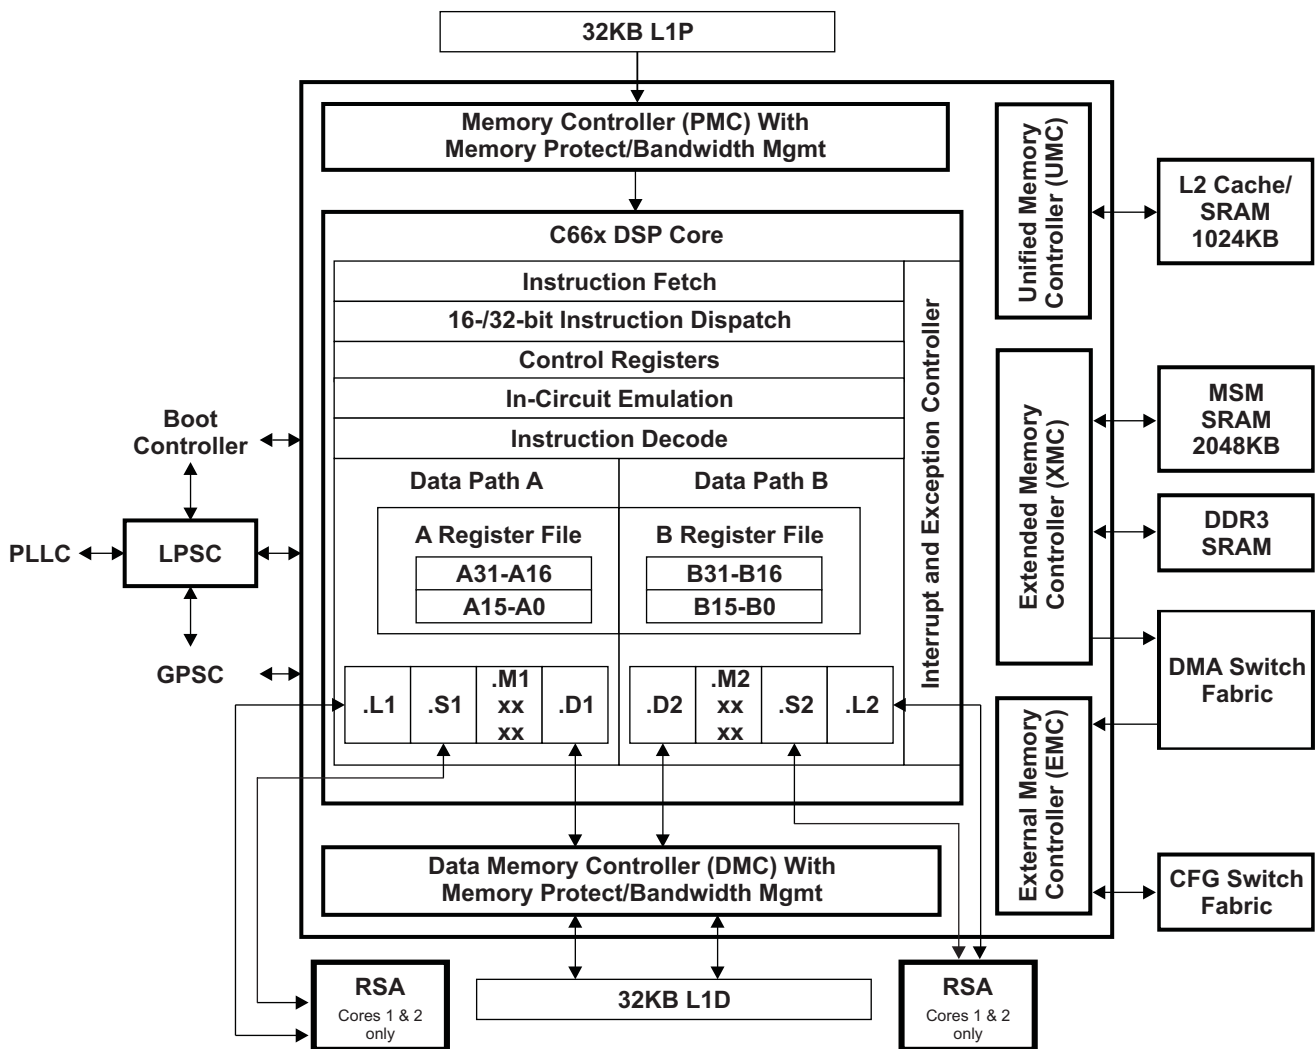 32KB L1P
Memory Controller (PMC) With
Memory Protect/Bandwidth Mgmt
C66x DSP Core
Instruction Fetch
16-/32-bit Instruction Dispatch
Control Registers
In-Circuit Emulation
Instruction Decode
Data Path A
Data Path B
A Register File
B Register File
A31-A16
B31-B16
A15-A0
B15-B0
.L1
.S1
.M1
xx
xx
.D1
.D2
.M2
xx
xx
.S2
.L2
Interrupt and Exception Controller
Data Memory Controller (DMC) With
Memory Protect/Bandwidth Mgmt
32KB L1D
RSA
Cores 1 & 2
only
RSA
Cores 1 & 2
only
Boot
Controller
PLLC
LPSC
GPSC
Unified Memory
Controller (UMC)
Extended Memory
Controller (XMC)
External Memory
Controller (EMC)
L2 Cache/
SRAM
1024KB
MSM
SRAM
2048KB
DDR3
SRAM
DMA Switch
Fabric
CFG Switch
Fabric